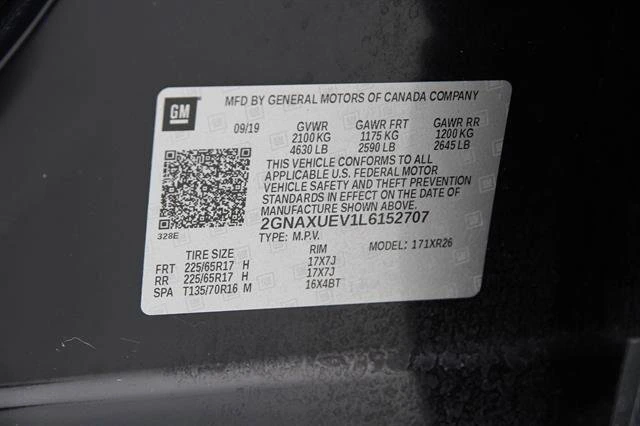 GM
MFD BY GENERAL MOTORS OF CANADA COMPANY
09/19 GVWR GAWR FRT GAWR RR
2100 KG 1175 KG 1200 KG
4630 LB 2590 LB 2645 LB
THIS VEHICLE CONFORMS TO ALL
APPLICABLE U.S. FEDERAL MOTOR
VEHICLE SAFETY AND THEFT PREVENTION
STANDARDS IN EFFECT ON THE DATE OF
MANUFACTURE SHOWN ABOVE.
2GNAXUEV1L6152707
328E
TYPE: M.P.V. MODEL: 171XR26
TIRE SIZE RIM
FRT 225/65R17 H 17X7J
RR 225/65R17 H 17X7J
SPA T135/70R16 M 16X4BT